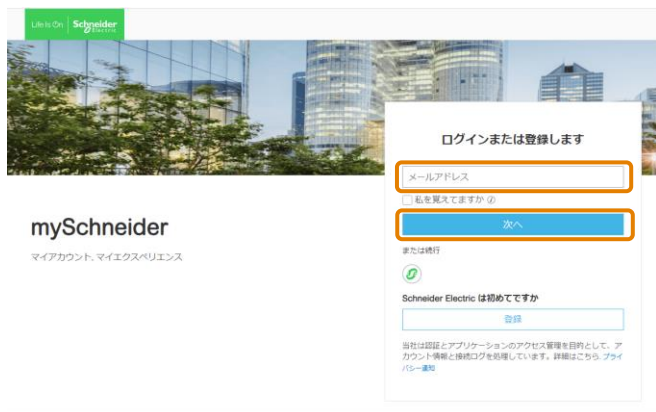 Life Is On Schneider Electric
ログインまたは登録します
メールアドレス
私を覚えてますか
次へ
mySchneider
マイアカウント, マイエクスペリエンス
または続行
Schneider Electric は初めてですか
登録
当社は認証とアプリケーションのアクセス管理を目的として、ア
カウント情報と接続ログを処理しています。詳細はこちら. プライ
バシー通知